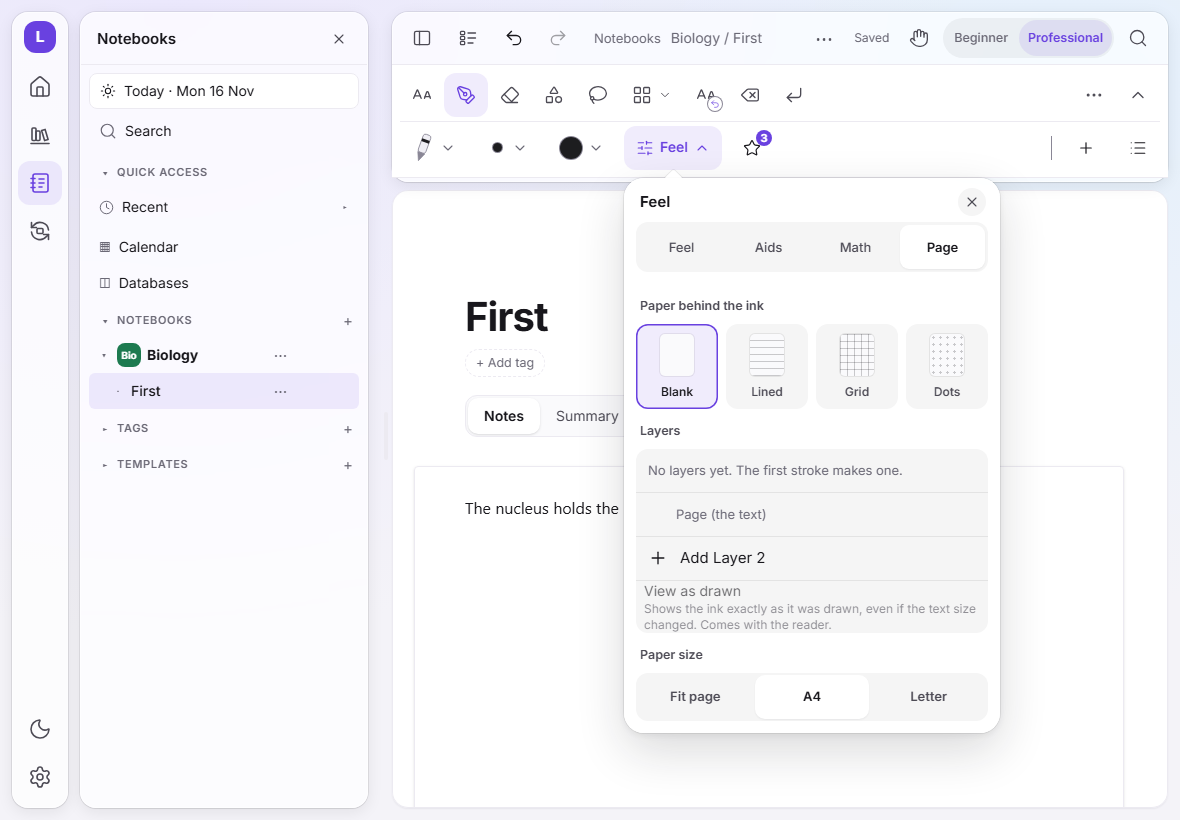 L
Notebooks
Today · Mon 16 Nov
Search
QUICK ACCESS
Recent
Calendar
Databases
NOTEBOOKS
Bio Biology
First
TAGS
TEMPLATES
Notebooks Biology / First
Saved
Beginner Professional
AA
AA
Feel
3
First
+ Add tag
Notes Summary
The nucleus holds the
Feel
Feel Aids Math Page
Paper behind the ink
Blank Lined Grid Dots
Layers
No layers yet. The first stroke makes one.
Page (the text)
+ Add Layer 2
View as drawn
Shows the ink exactly as it was drawn, even if the text size
changed. Comes with the reader.
Paper size
Fit page A4 Letter